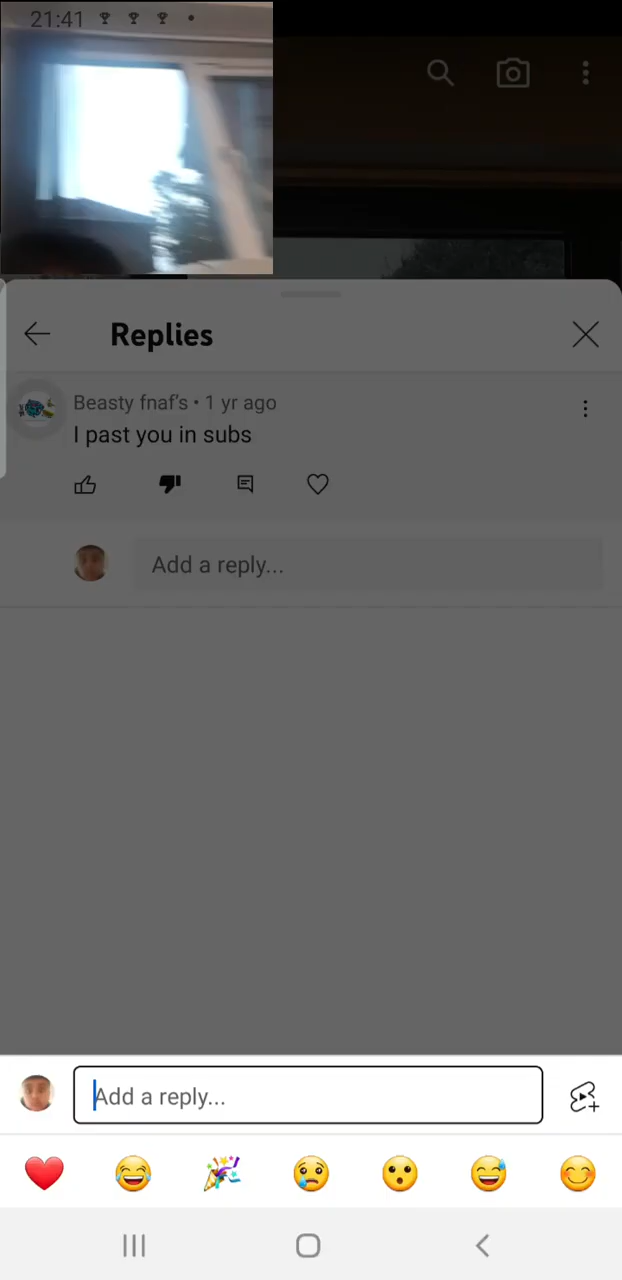 21:41
Replies
Beasty fnaf's • 1 yr ago
I past you in subs
Add a reply...
Add a reply...